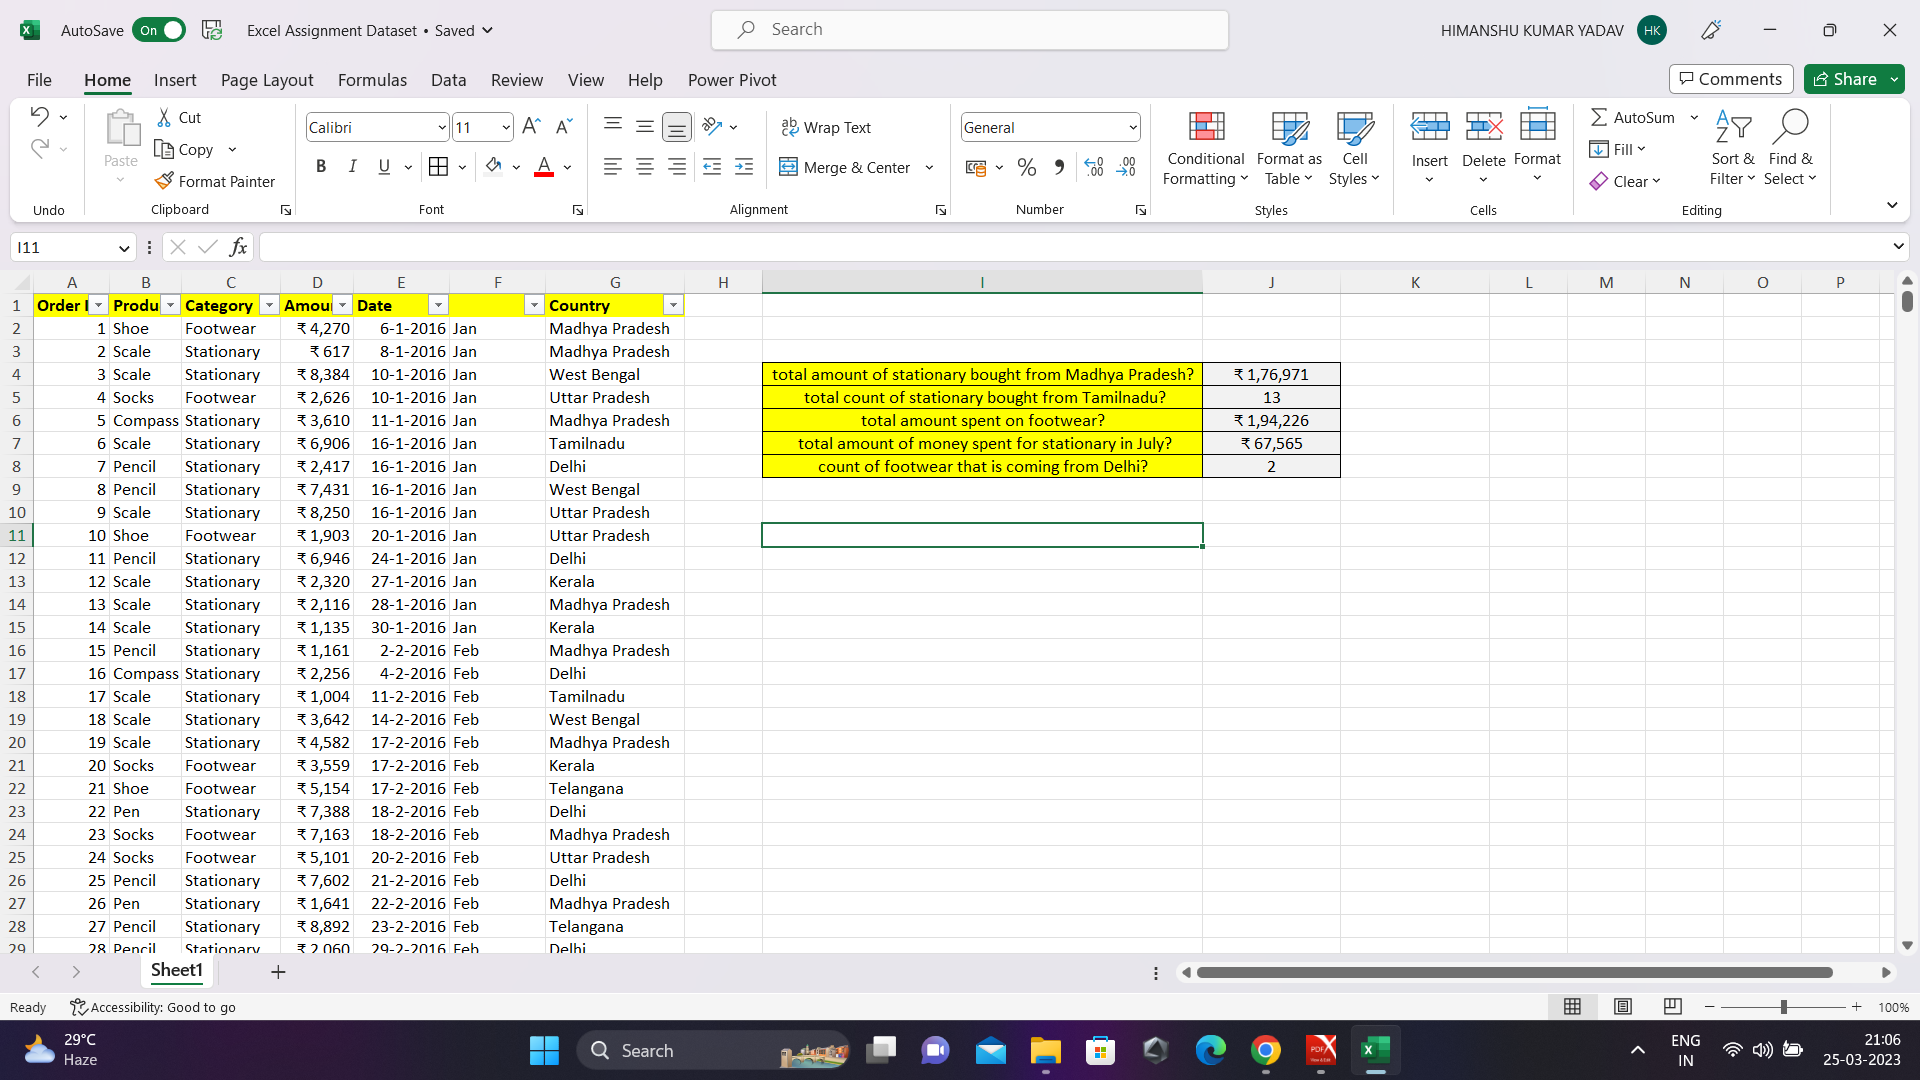 AutoSave On Excel Assignment Dataset • Saved Search HIMANSHU KUMAR YADAV HK
File Home Insert Page Layout Formulas Data Review View Help Power Pivot Comments Share
Paste Cut Copy Format Painter
Calibri 11
B I U A
ab Wrap Text
Merge & Center
General
% 9 .00 .00
Conditional Formatting Format as Table Cell Styles
Insert Delete Format
AutoSum Fill Clear Sort & Filter Find & Select
Undo Clipboard Font Alignment Number Styles Cells Editing
I11 fx
A B C D E F G H I J K L M N O P
1 Order I Produ Category Amou Date Country
2 1 Shoe Footwear ₹ 4,270 6-1-2016 Jan Madhya Pradesh
3 2 Scale Stationary ₹ 617 8-1-2016 Jan Madhya Pradesh
4 3 Scale Stationary ₹ 8,384 10-1-2016 Jan West Bengal total amount of stationary bought from Madhya Pradesh? ₹ 1,76,971
5 4 Socks Footwear ₹ 2,626 10-1-2016 Jan Uttar Pradesh total count of stationary bought from Tamilnadu? 13
6 5 Compass Stationary ₹ 3,610 11-1-2016 Jan Madhya Pradesh total amount spent on footwear? ₹ 1,94,226
7 6 Scale Stationary ₹ 6,906 16-1-2016 Jan Tamilnadu total amount of money spent for stationary in July? ₹ 67,565
8 7 Pencil Stationary ₹ 2,417 16-1-2016 Jan Delhi count of footwear that is coming from Delhi? 2
9 8 Pencil Stationary ₹ 7,431 16-1-2016 Jan West Bengal
10 9 Scale Stationary ₹ 8,250 16-1-2016 Jan Uttar Pradesh
11 10 Shoe Footwear ₹ 1,903 20-1-2016 Jan Uttar Pradesh
12 11 Pencil Stationary ₹ 6,946 24-1-2016 Jan Delhi
13 12 Scale Stationary ₹ 2,320 27-1-2016 Jan Kerala
14 13 Scale Stationary ₹ 2,116 28-1-2016 Jan Madhya Pradesh
15 14 Scale Stationary ₹ 1,135 30-1-2016 Jan Kerala
16 15 Pencil Stationary ₹ 1,161 2-2-2016 Feb Madhya Pradesh
17 16 Compass Stationary ₹ 2,256 4-2-2016 Feb Delhi
18 17 Scale Stationary ₹ 1,004 11-2-2016 Feb Tamilnadu
19 18 Scale Stationary ₹ 3,642 14-2-2016 Feb West Bengal
20 19 Scale Stationary ₹ 4,582 17-2-2016 Feb Madhya Pradesh
21 20 Socks Footwear ₹ 3,559 17-2-2016 Feb Kerala
22 21 Shoe Footwear ₹ 5,154 17-2-2016 Feb Telangana
23 22 Pen Stationary ₹ 7,388 18-2-2016 Feb Delhi
24 23 Socks Footwear ₹ 7,163 18-2-2016 Feb Madhya Pradesh
25 24 Socks Footwear ₹ 5,101 20-2-2016 Feb Uttar Pradesh
26 25 Pencil Stationary ₹ 7,602 21-2-2016 Feb Delhi
27 26 Pen Stationary ₹ 1,641 22-2-2016 Feb Madhya Pradesh
28 27 Pencil Stationary ₹ 8,892 23-2-2016 Feb Telangana
29 28 Pencil Stationary ₹ 2,060 29-2-2016 Feb Delhi
Sheet1
Ready Accessibility: Good to go 100%
29°C
Haze
Search
ENG
IN
21:06
25-03-2023